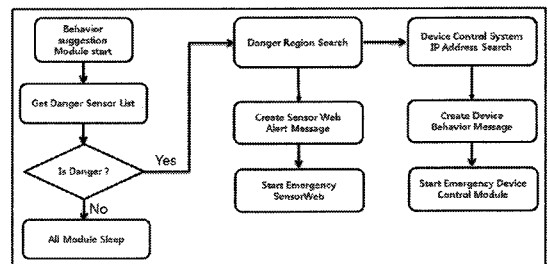 Behavior
suggestion
Module start
Get Danger Sensor List
Is Danger ?
Yes
No
All Module Sleep
Danger Region Search
Create Sensor Web
Alert Message
Start Emergency
SensorWeb
Device Control System
IP Address Search
Create Device
Behavior Message
Start Emergency Device
Control Module